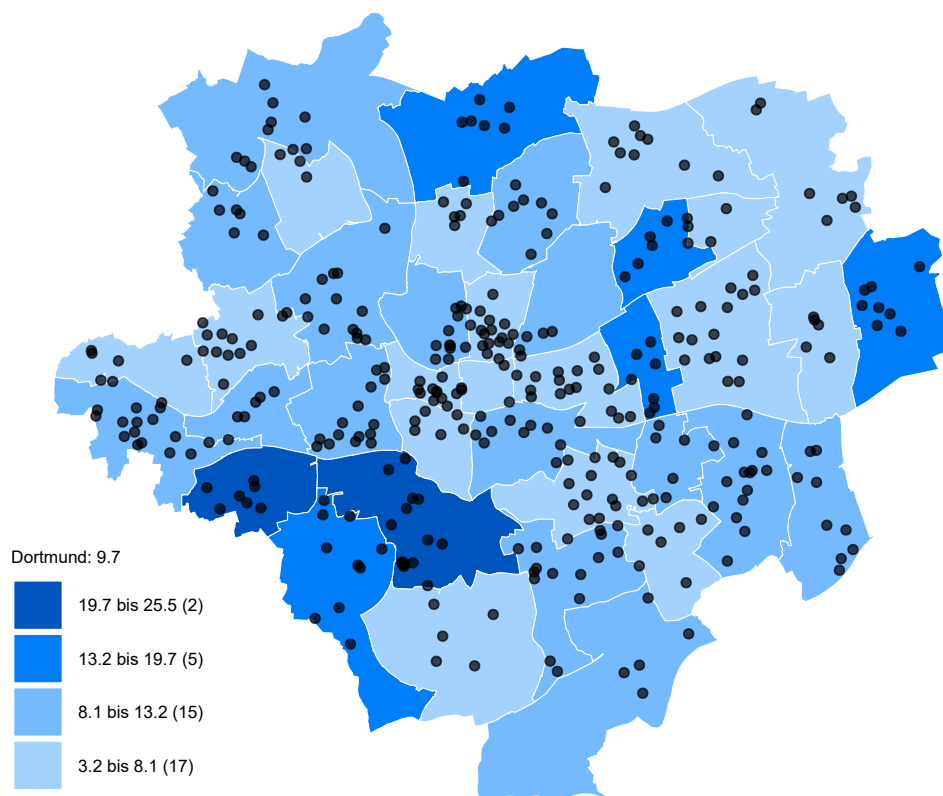 Dortmund: 9.7
19.7 bis 25.5 (2)
13.2 bis 19.7 (5)
8.1 bis 13.2 (15)
3.2 bis 8.1 (17)